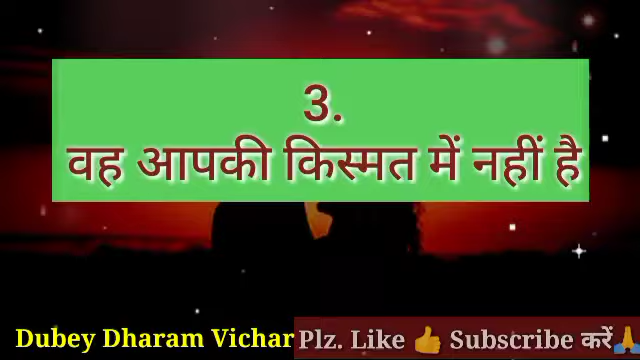 3.
वह आपकी किस्मत में नहीं है
Dubey Dharam Vichar Plz. Like 👍 Subscribe करें🙏